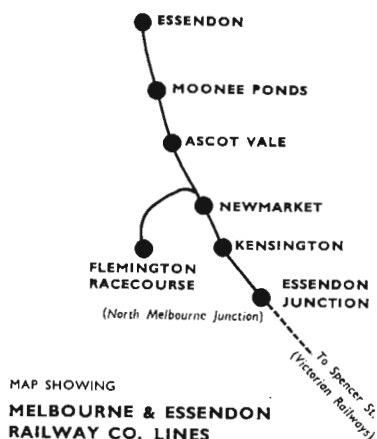 ESSENDON
MOONEE PONDS
ASCOT VALE
NEWMARKET
KENSINGTON
FLEMINGTON
RACECOURSE
ESSENDON
JUNCTION
(North Melbourne Junction)
To Spencer St.
(Victorian Railways)
MAP SHOWING
MELBOURNE & ESSENDON
RAILWAY CO. LINES